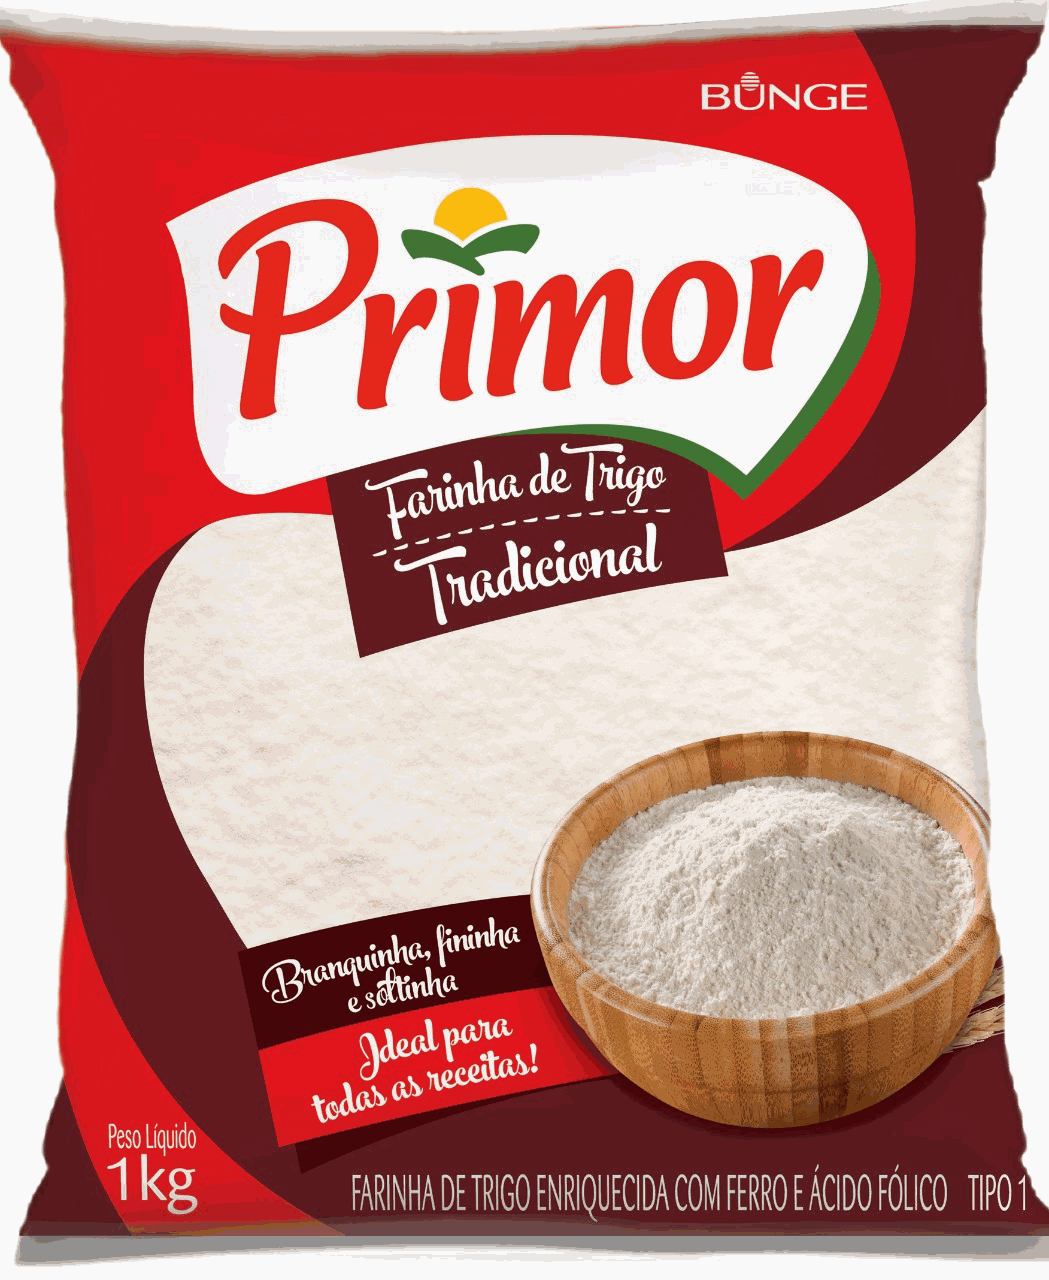 BUNGE
Primor
Farinha de Trigo
Tradicional
Branquinha, fininha
e soltinha
Ideal para
todas as receitas!
Peso Líquido
1kg
FARINHA DE TRIGO ENRIQUECIDA COM FERRO E ÁCIDO FÓLICO TIPO 1